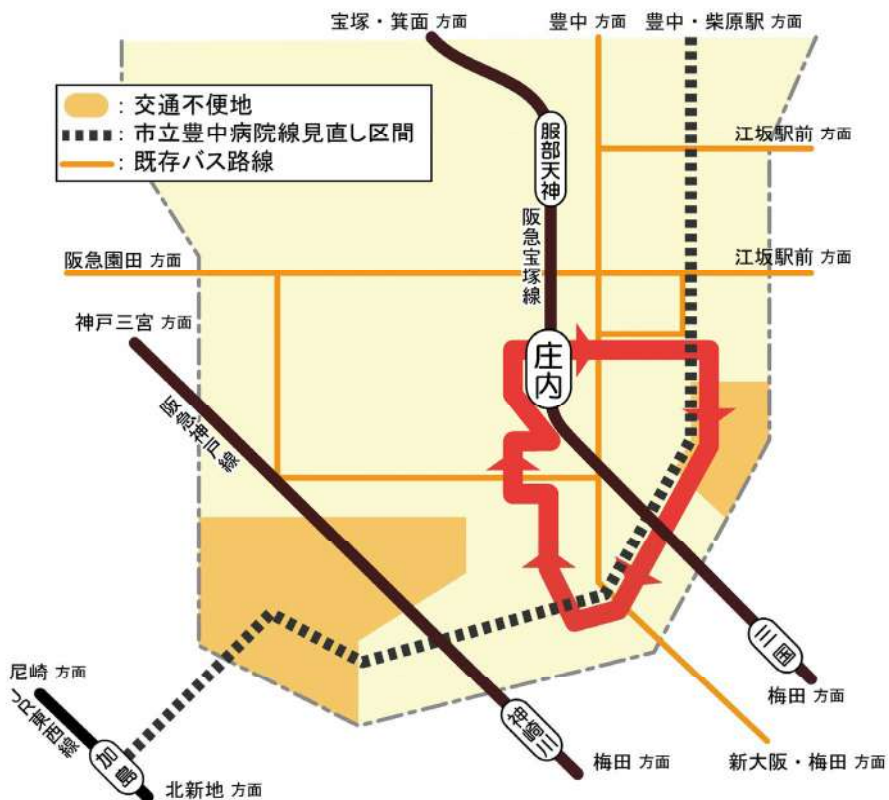 宝塚・箕面 方面
豊中 方面
豊中・柴原駅 方面
: 交通不便地
: 市立豊中病院線見直し区間
: 既存バス路線
服部天神
江坂駅前 方面
阪急宝塚線
阪急園田 方面
江坂駅前 方面
神戸三宮 方面
庄内
阪急神戸線
尼崎 方面
JR東西線
加島
北新地 方面
神崎川
梅田 方面
三国
梅田 方面
新大阪・梅田 方面